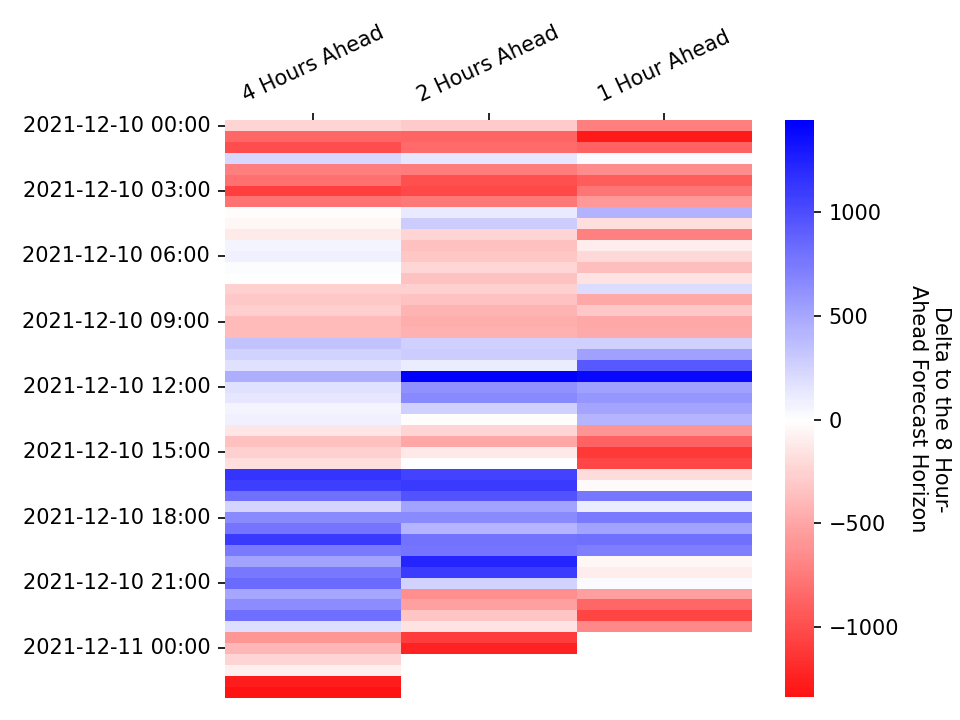 4 Hours Ahead
2 Hours Ahead
1 Hour Ahead
2021-12-10 00:00
2021-12-10 03:00
2021-12-10 06:00
2021-12-10 09:00
2021-12-10 12:00
2021-12-10 15:00
2021-12-10 18:00
2021-12-10 21:00
2021-12-11 00:00
1000
500
0
−500
−1000
Delta to the 8 Hour-
Ahead Forecast Horizon